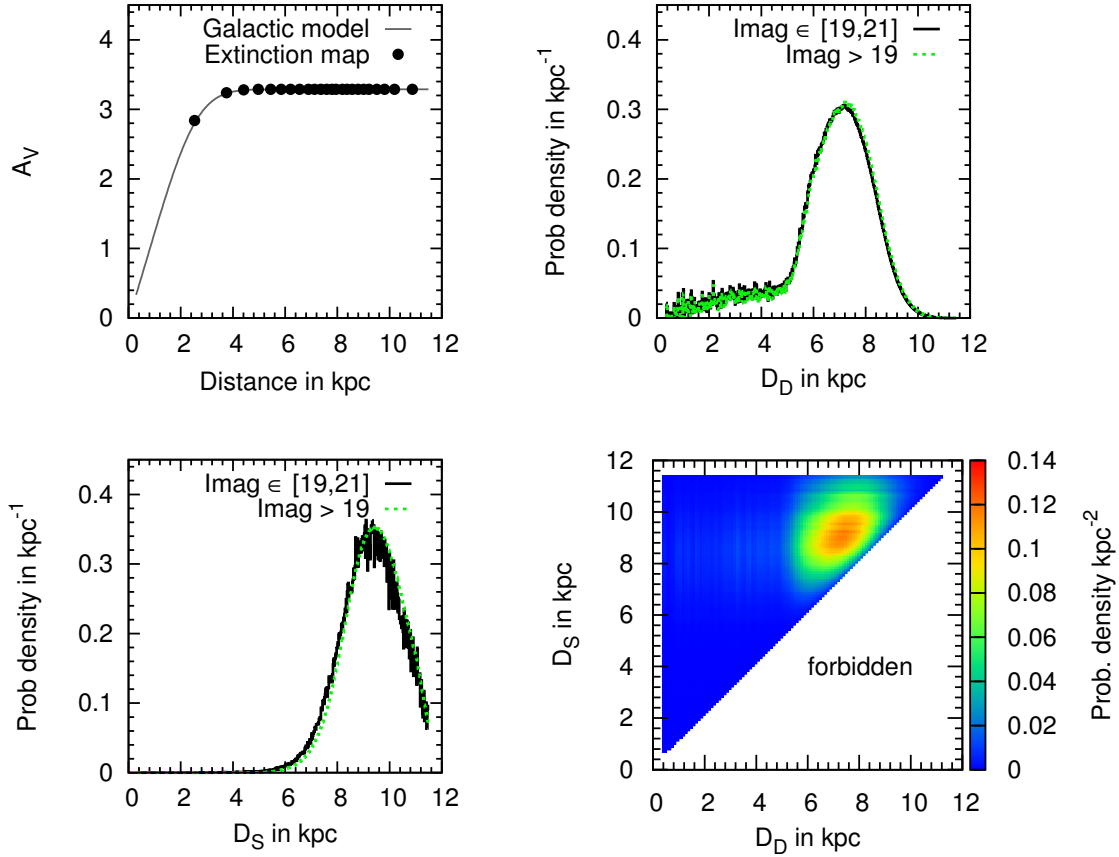 Galactic model
Extinction map
4
3
2
1
0
A_V
0 2 4 6 8 10 12
Distance in kpc
Imag ∈ [19,21]
Imag > 19
0.4
0.3
0.2
0.1
0
Prob density in kpc⁻¹
0 2 4 6 8 10 12
D_D in kpc
Imag ∈ [19,21]
Imag > 19
0.4
0.3
0.2
0.1
0
Prob density in kpc⁻¹
0 2 4 6 8 10 12
D_S in kpc
12
10
8
6
4
2
0
D_S in kpc
forbidden
0 2 4 6 8 10 12
D_D in kpc
0.14
0.12
0.1
0.08
0.06
0.04
0.02
0
Prob. density kpc⁻²